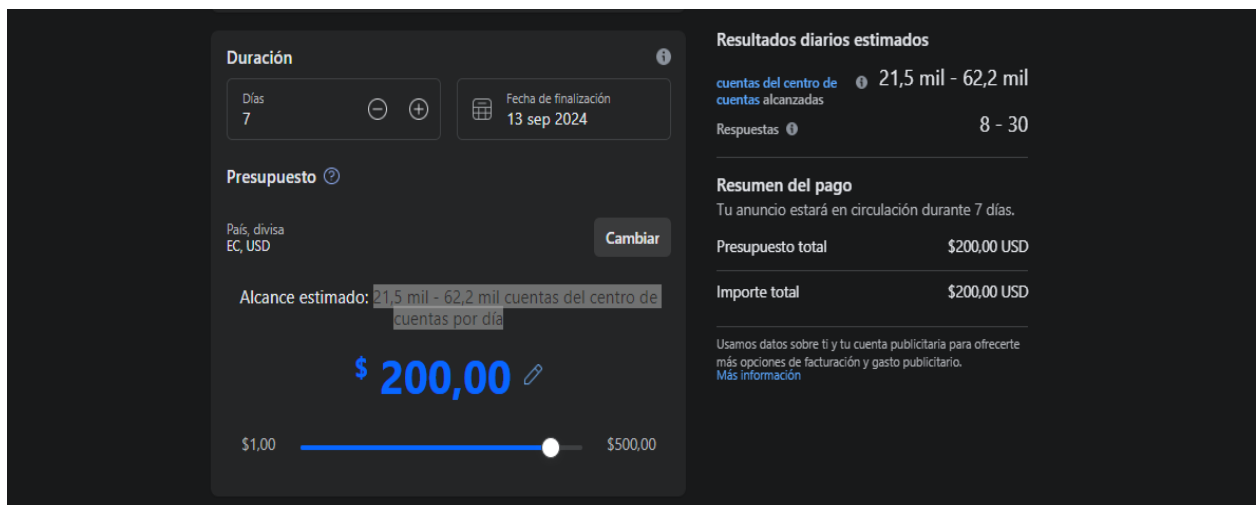 Duración
Días
7
Fecha de finalización
13 sep 2024
Presupuesto
País, divisa
EC, USD
Cambiar
Alcance estimado: 21,5 mil - 62,2 mil cuentas del centro de
cuentas por día
$ 200,00
$1,00
$500,00
Resultados diarios estimados
cuentas del centro de
cuentas alcanzadas
21,5 mil - 62,2 mil
Respuestas
8 - 30
Resumen del pago
Tu anuncio estará en circulación durante 7 días.
Presupuesto total
$200,00 USD
Importe total
$200,00 USD
Usamos datos sobre ti y tu cuenta publicitaria para ofrecerte
más opciones de facturación y gasto publicitario.
Más información